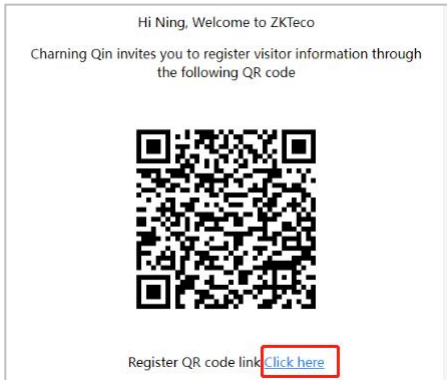 Hi Ning, Welcome to ZKTeco
Charning Qin invites you to register visitor information through
the following QR code
Register QR code link Click here